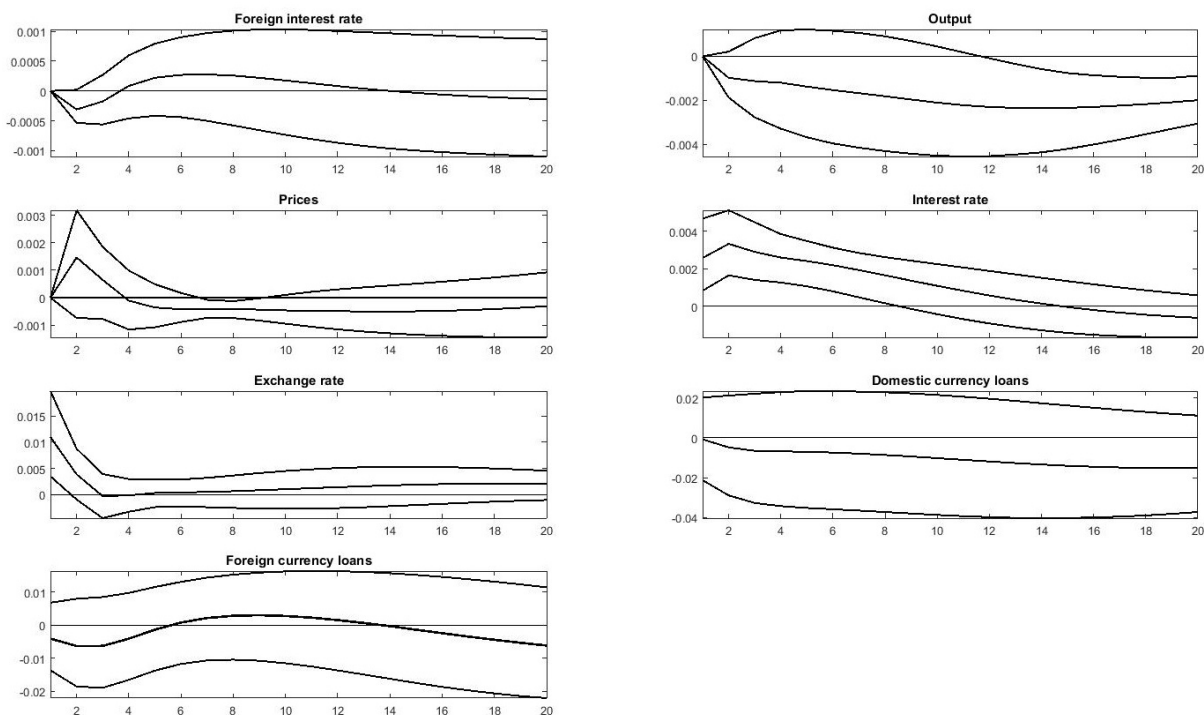 Foreign interest rate
0.001
0.0005
0
-0.0005
-0.001
2 4 6 8 10 12 14 16 18 20
Output
0
-0.002
-0.004
2 4 6 8 10 12 14 16 18 20
Prices
0.003
0.002
0.001
0
-0.001
2 4 6 8 10 12 14 16 18 20
Interest rate
0.004
0.002
0
2 4 6 8 10 12 14 16 18 20
Exchange rate
0.015
0.01
0.005
0
2 4 6 8 10 12 14 16 18 20
Domestic currency loans
0.02
0
-0.02
-0.04
2 4 6 8 10 12 14 16 18 20
Foreign currency loans
0.01
0
-0.01
-0.02
2 4 6 8 10 12 14 16 18 20